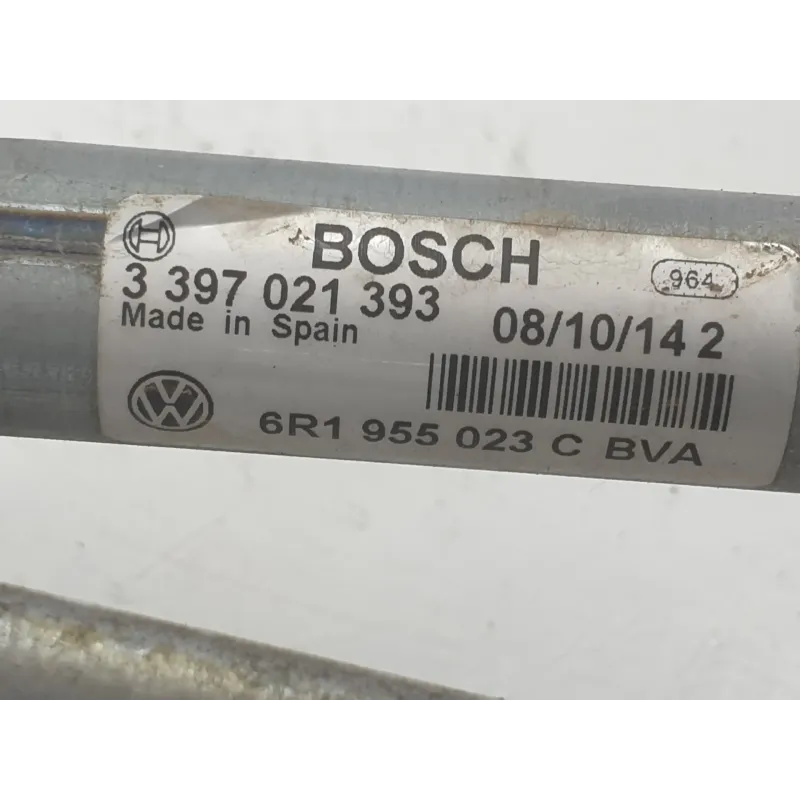 BOSCH
964
3 397 021 393
08/10/14 2
Made in Spain
6R1 955 023 C BVA